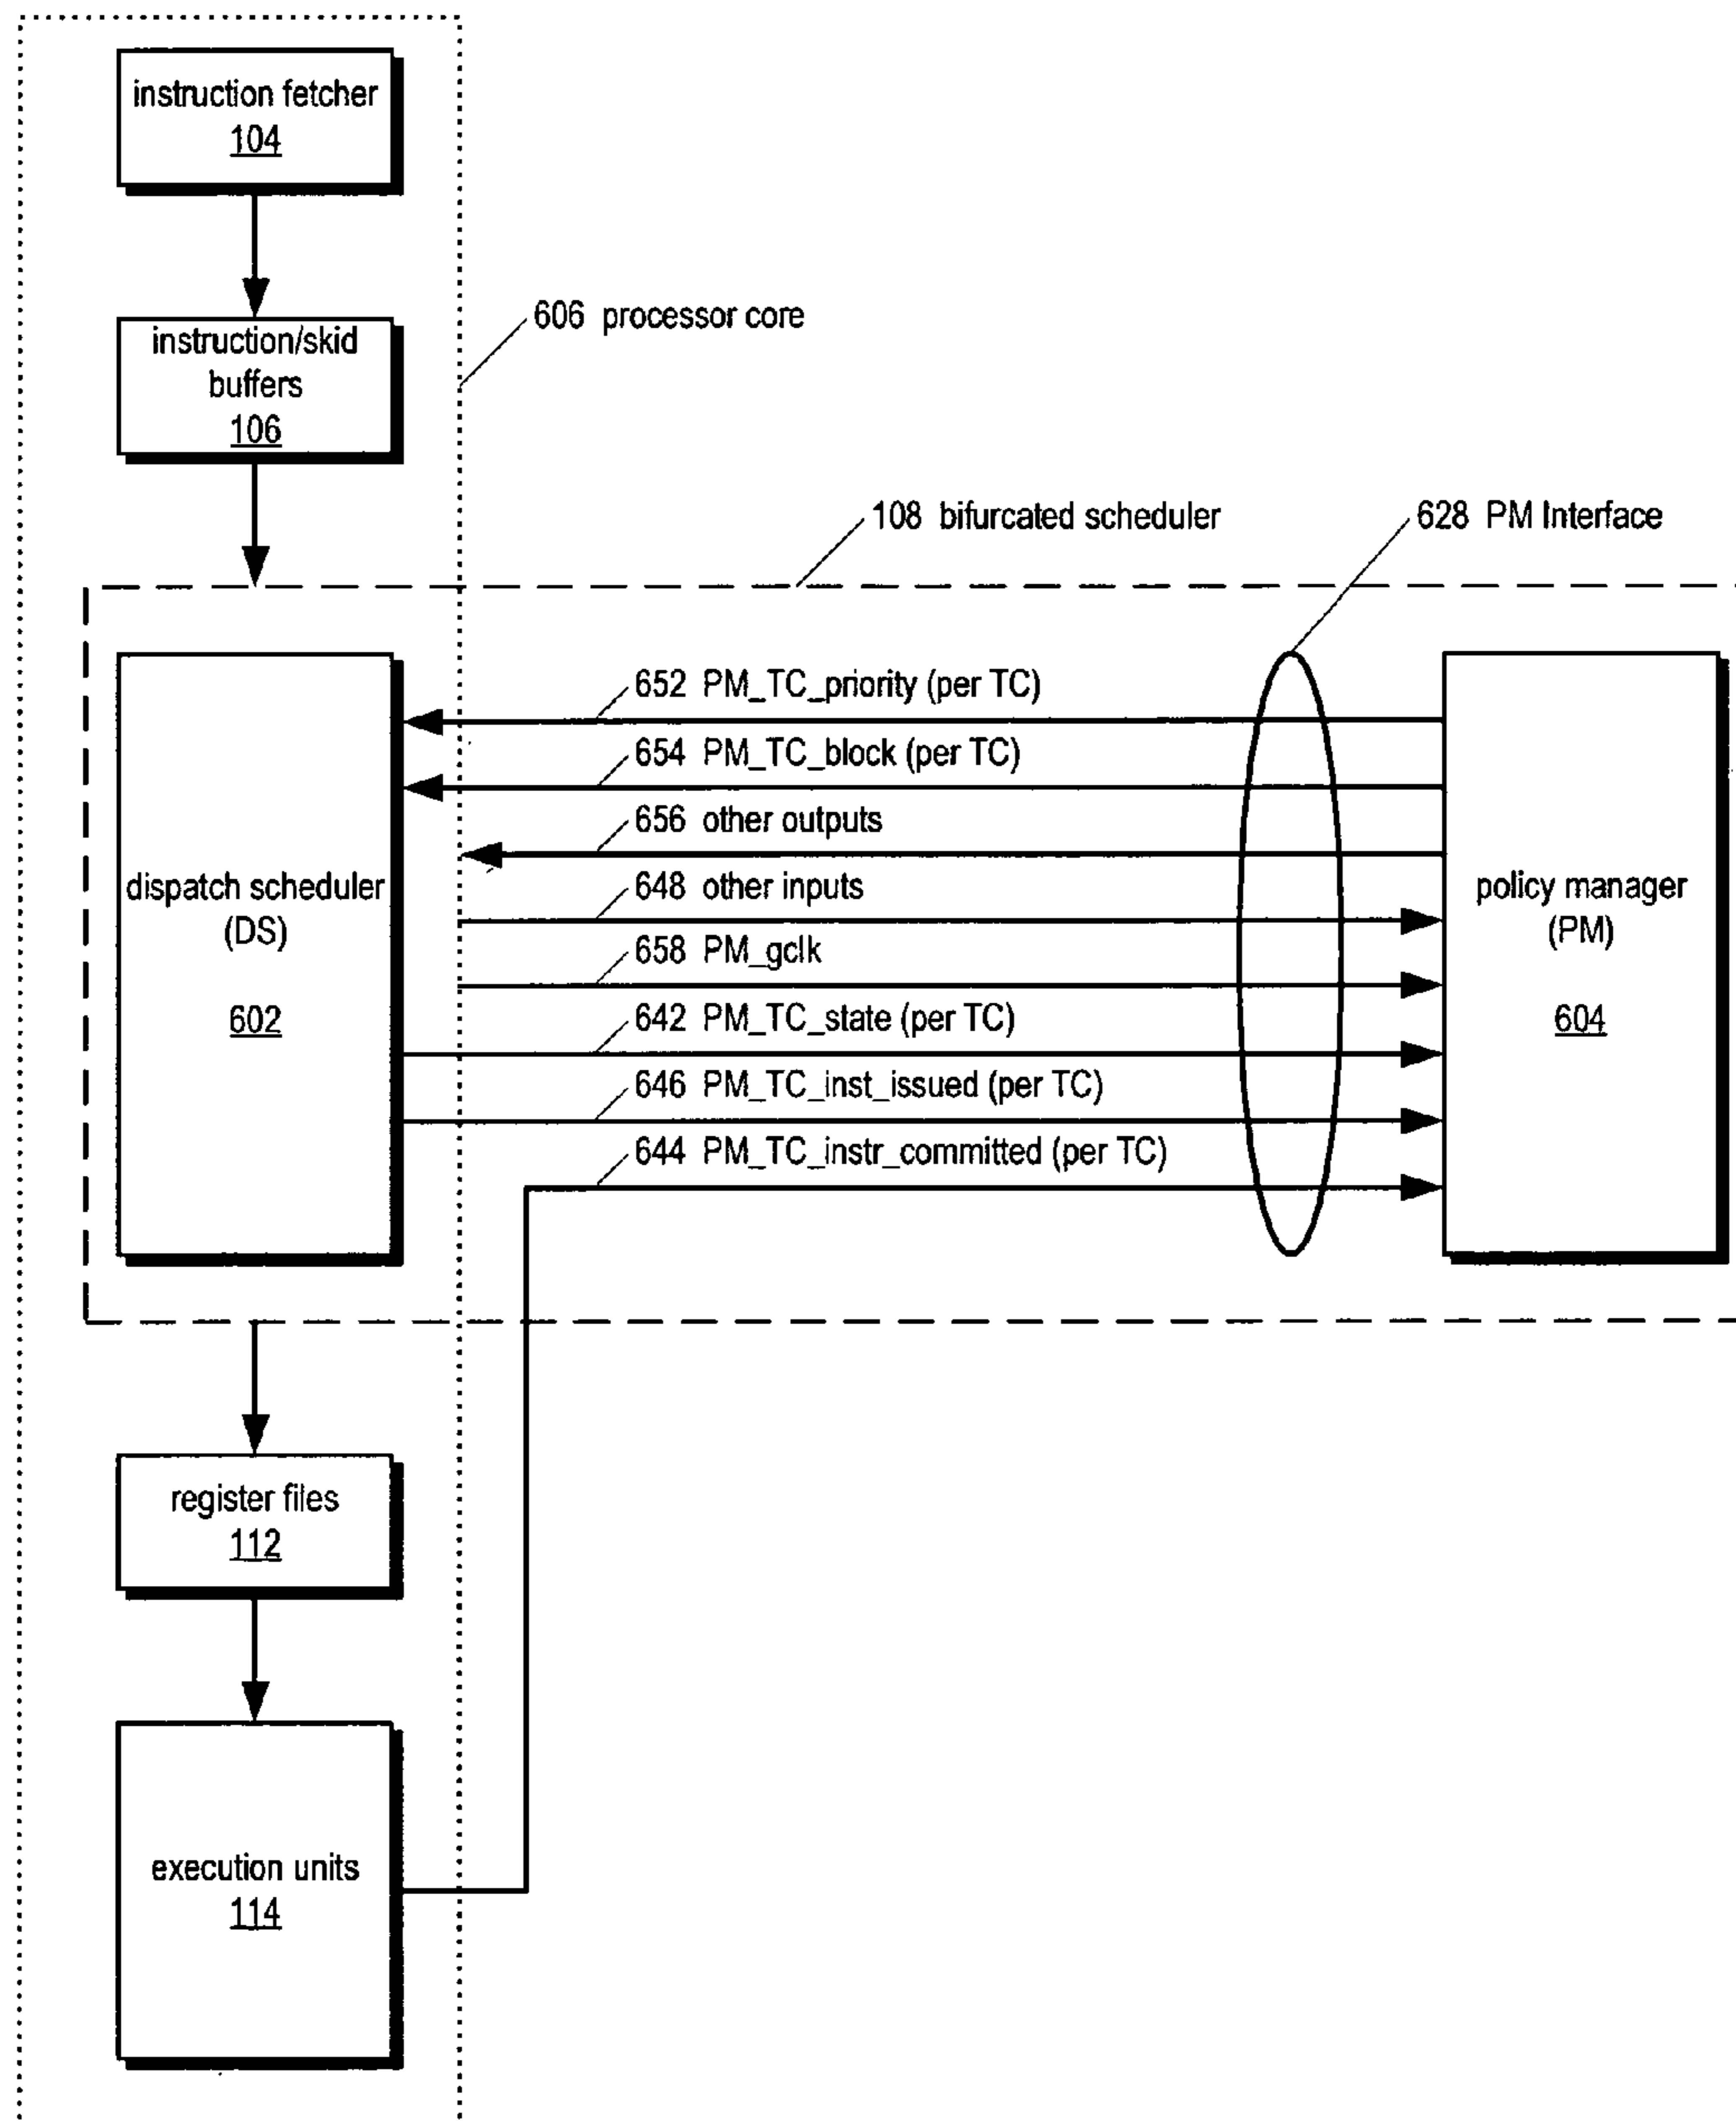 instruction fetcher
104
instruction/skid
buffers
106
606 processor core
108 bifurcated scheduler
628 PM Interface
652 PM_TC_priority (per TC)
654 PM_TC_block (per TC)
656 other outputs
648 other inputs
658 PM_gclk
642 PM_TC_state (per TC)
646 PM_TC_inst_issued (per TC)
644 PM_TC_instr_committed (per TC)
dispatch scheduler
(DS)
602
policy manager
(PM)
604
register files
112
execution units
114